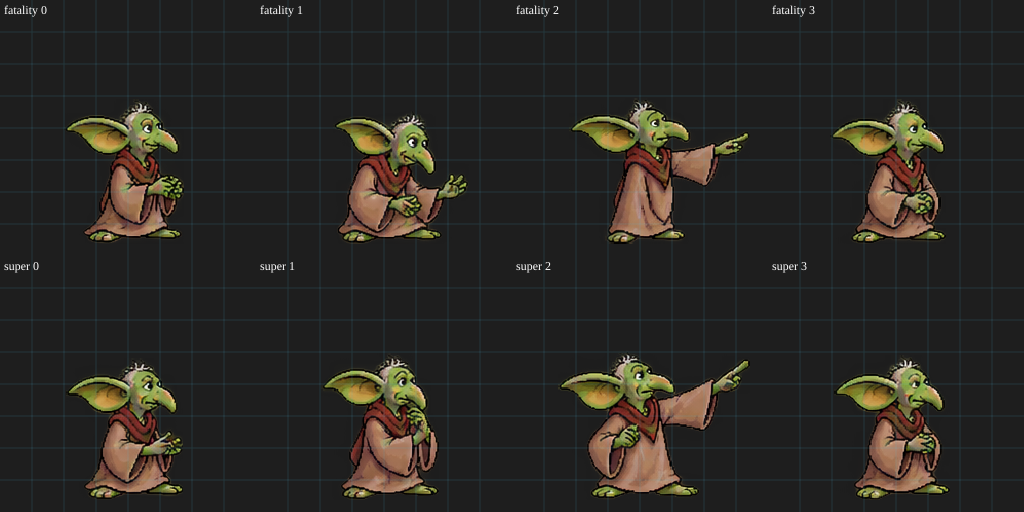 fatality 0
fatality 1
fatality 2
fatality 3
super 0
super 1
super 2
super 3